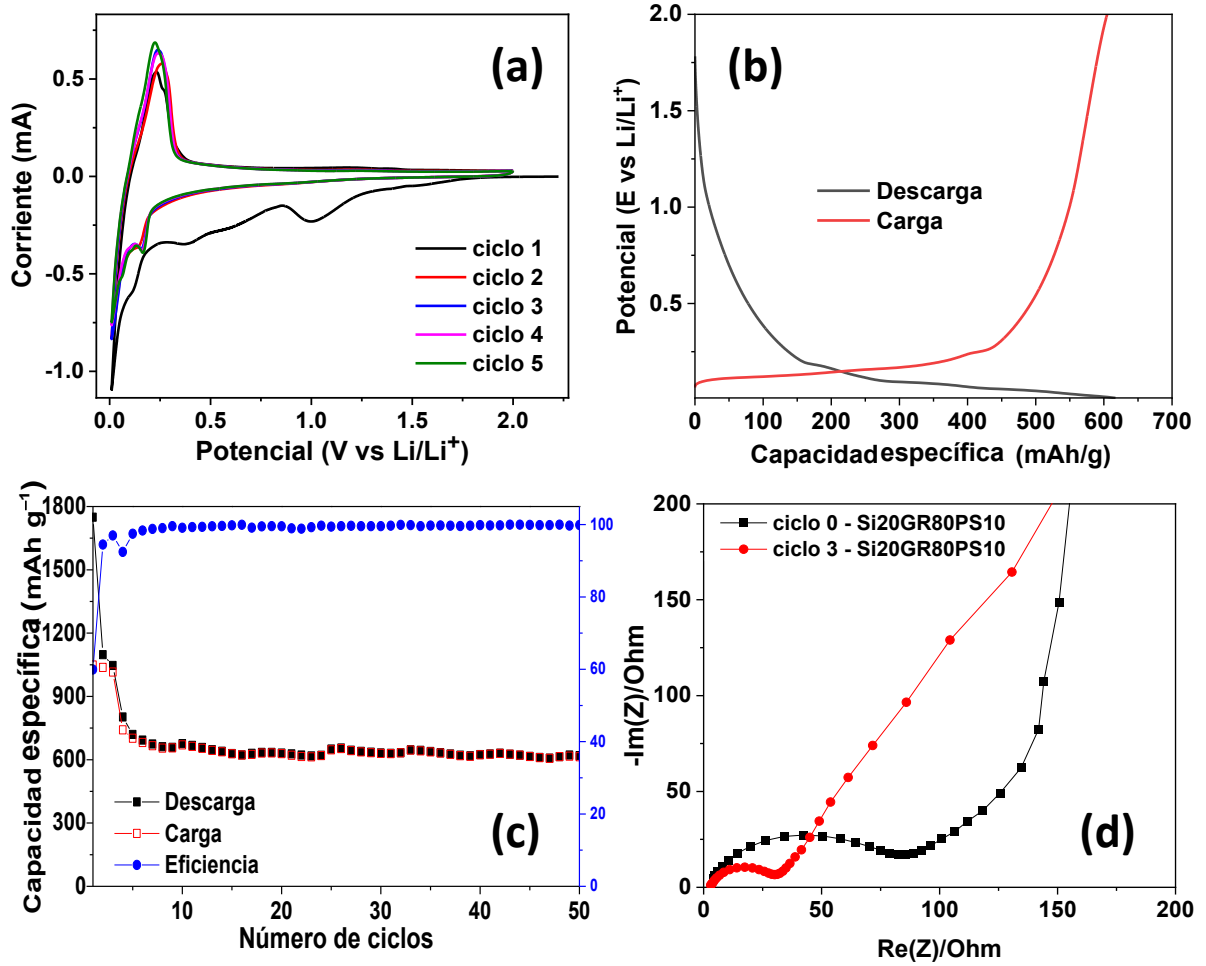 (a)
Corriente (mA)
0.5
0.0
-0.5
-1.0
ciclo 1
ciclo 2
ciclo 3
ciclo 4
ciclo 5
0.0 0.5 1.0 1.5 2.0
Potencial (V vs Li/Li⁺)
(b)
Potencial (E vs Li/Li⁺)
2.0
1.5
1.0
0.5
Descarga
Carga
0 100 200 300 400 500 600 700
Capacidad específica (mAh/g)
(c)
Capacidad específica (mAh g⁻¹)
1800
1500
1200
900
600
300
0
100
80
60
40
20
0
Descarga
Carga
Eficiencia
10 20 30 40 50
Número de ciclos
(d)
-Im(Z)/Ohm
200
150
100
50
0
ciclo 0 - Si20GR80PS10
ciclo 3 - Si20GR80PS10
0 50 100 150 200
Re(Z)/Ohm